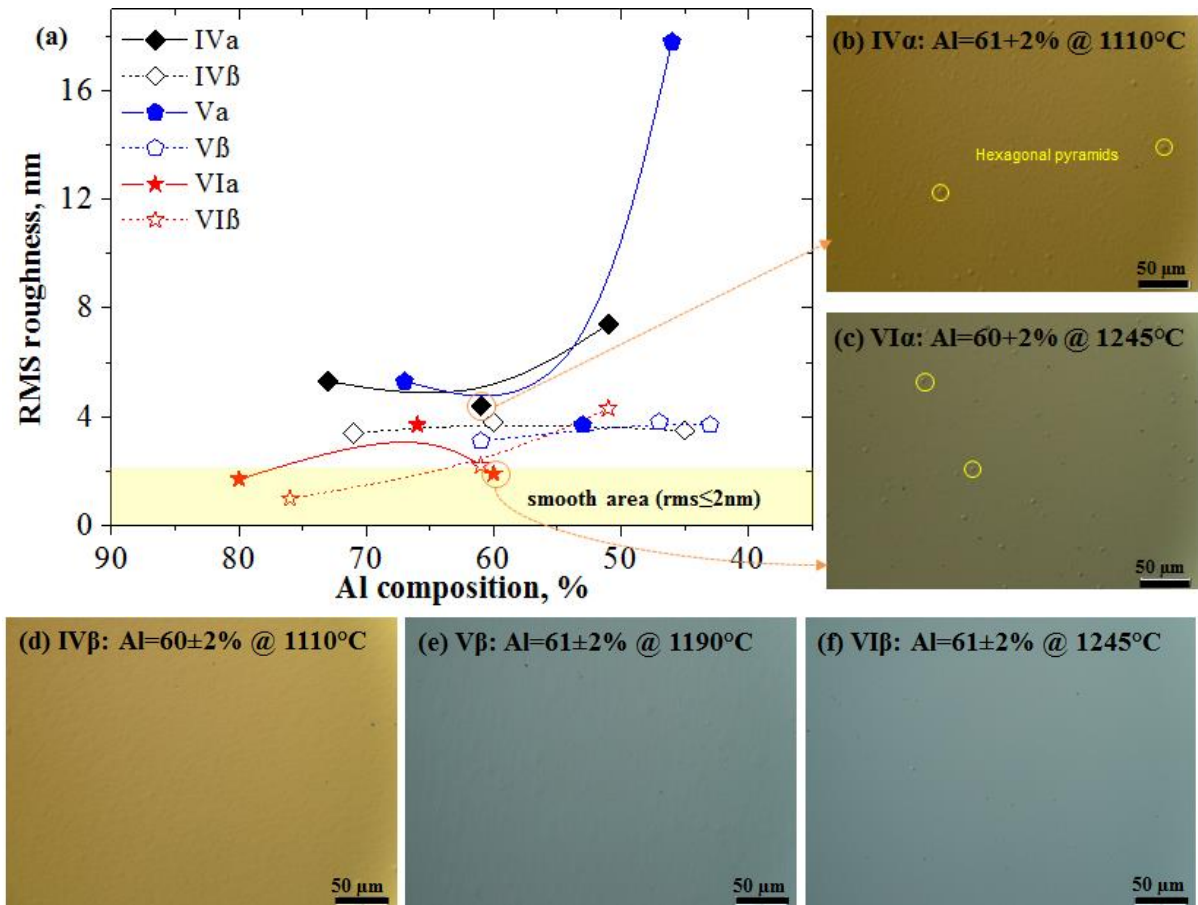 (a)
IVa
IVß
Va
Vß
VIa
VIß
RMS roughness, nm
16
12
8
4
0
smooth area (rms≤2nm)
90 80 70 60 50 40
Al composition, %
(b) IVα: Al=61+2% @ 1110°C
Hexagonal pyramids
50 µm
(c) VIα: Al=60+2% @ 1245°C
50 µm
(d) IVβ: Al=60±2% @ 1110°C
50 µm
(e) Vβ: Al=61±2% @ 1190°C
50 µm
(f) VIβ: Al=61±2% @ 1245°C
50 µm